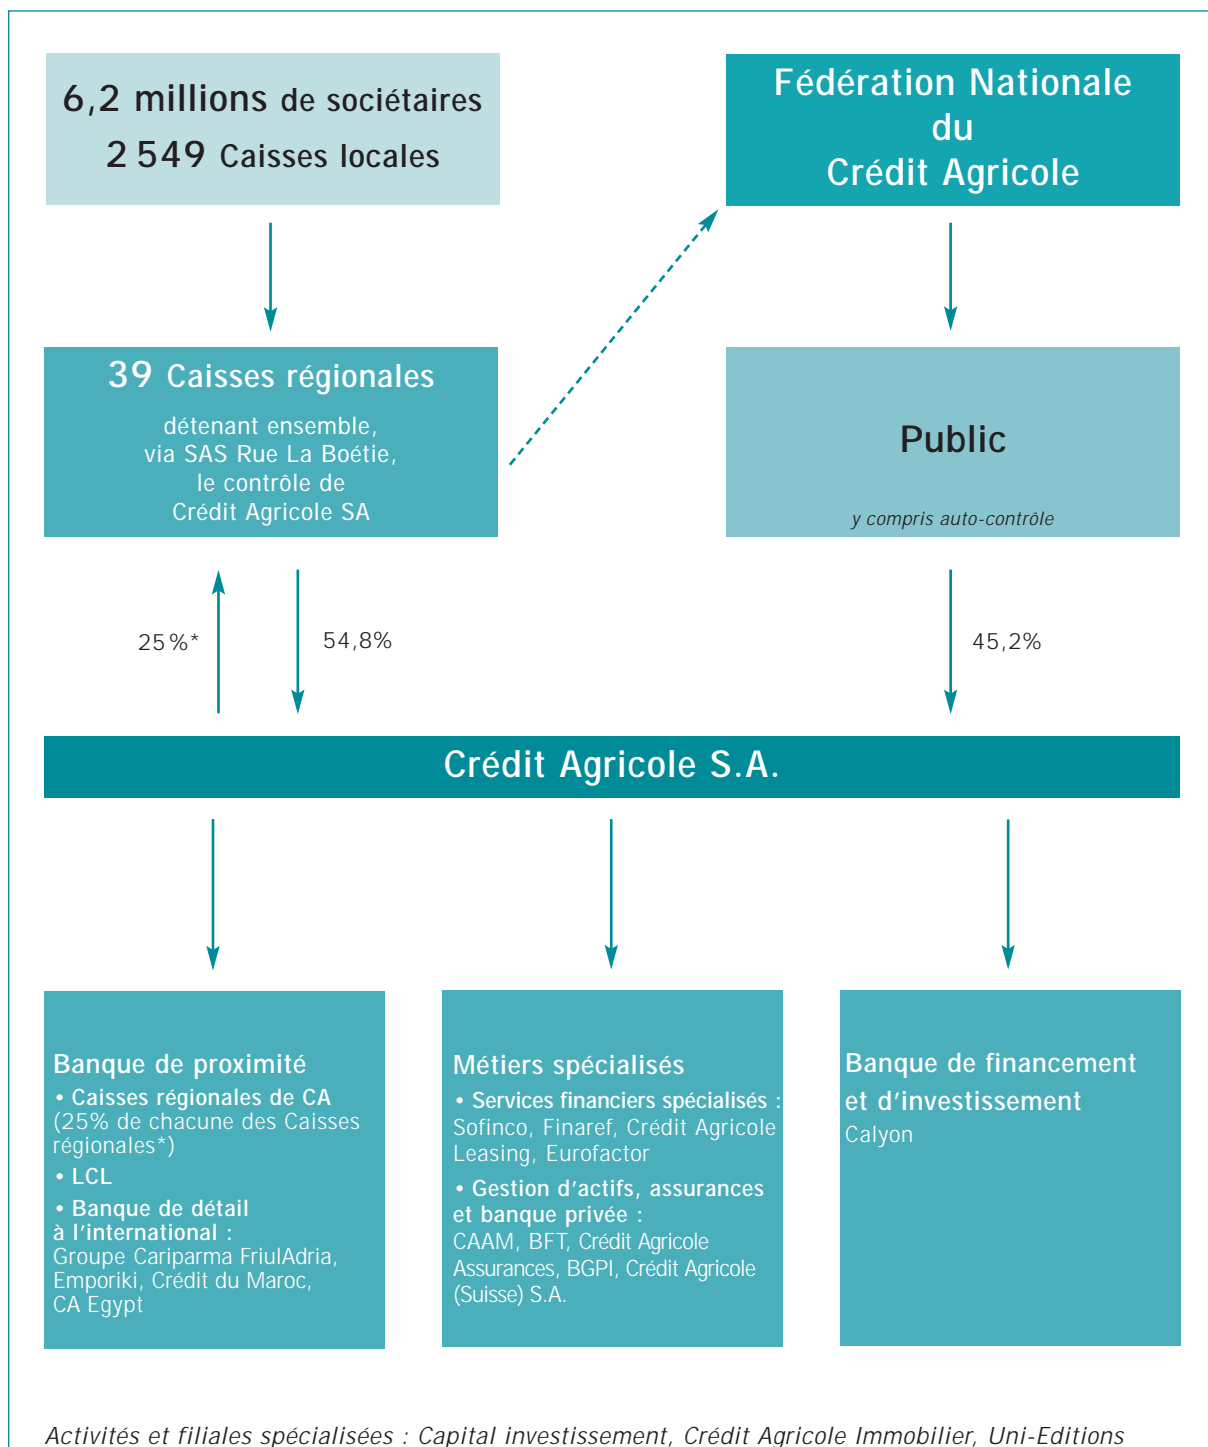 6,2 millions de sociétaires
2 549 Caisses locales
Fédération Nationale
du
Crédit Agricole
39 Caisses régionales
détenant ensemble,
via SAS Rue La Boétie,
le contrôle de
Crédit Agricole SA
Public
y compris auto-contrôle
25%*
54,8%
45,2%
Crédit Agricole S.A.
Banque de proximité
• Caisses régionales de CA
(25% de chacune des Caisses
régionales*)
• LCL
• Banque de détail
à l'international :
Groupe Cariparma FriulAdria,
Emporiki, Crédit du Maroc,
CA Egypt
Métiers spécialisés
• Services financiers spécialisés :
Sofinco, Finaref, Crédit Agricole
Leasing, Eurofactor
• Gestion d'actifs, assurances
et banque privée :
CAAM, BFT, Crédit Agricole
Assurances, BGPI, Crédit Agricole
(Suisse) S.A.
Banque de financement
et d'investissement
Calyon
Activités et filiales spécialisées : Capital investissement, Crédit Agricole Immobilier, Uni-Editions